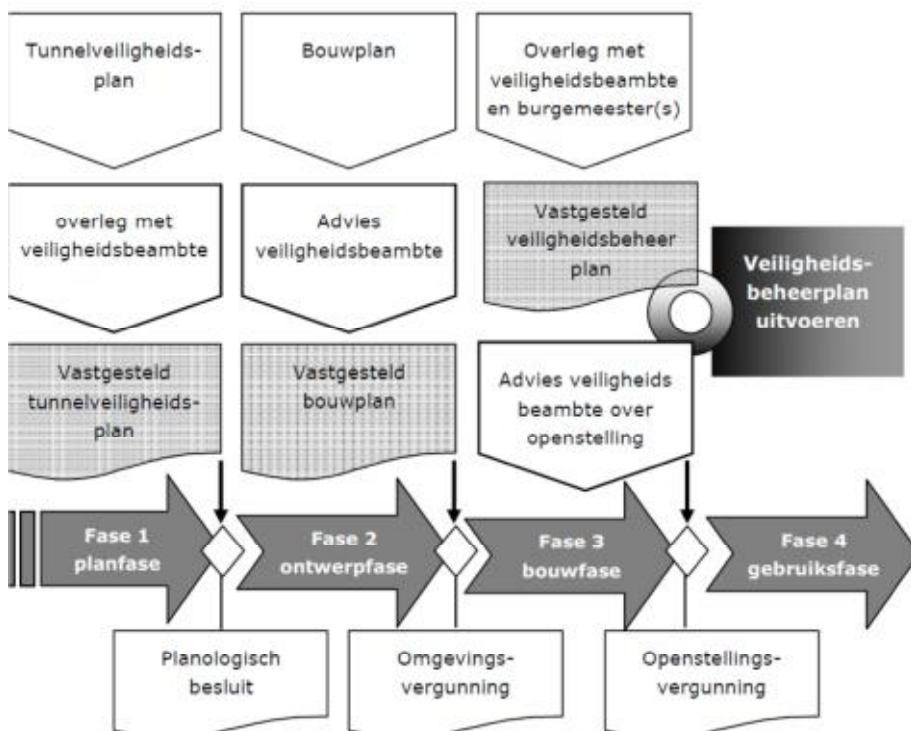 Tunnelveiligheids-
plan
Bouwplan
Overleg met
veiligheidsbeambte
en burgemeester(s)
overleg met
veiligheidsbeambte
Advies
veiligheidsbeambte
Vastgesteld
veiligheidsbeheer
plan
Veiligheids-
beheerplan
uitvoeren
Vastgesteld
tunnelveiligheids-
plan
Vastgesteld
bouwplan
Advies veiligheids
beambte over
openstelling
Fase 1
planfase
Fase 2
ontwerpfase
Fase 3
bouwfase
Fase 4
gebruiksfase
Planologisch
besluit
Omgevings-
vergunning
Openstellings-
vergunning